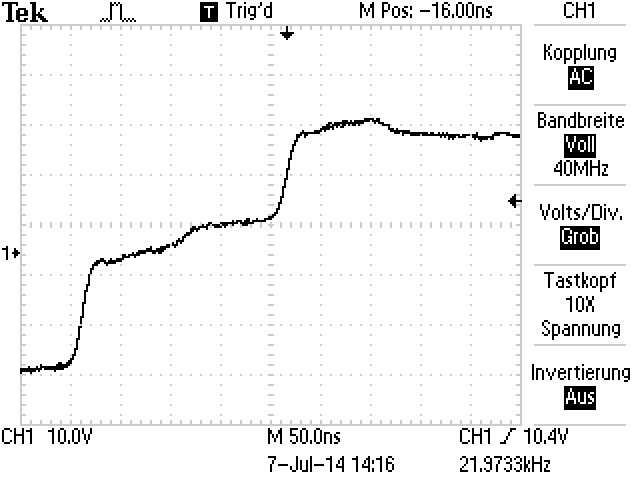 Tek T Trig'd M Pos: -16.00ns CH1
Kopplung
AC
Bandbreite
Voll
40MHz
Volts/Div.
Grob
Tastkopf
10X
Spannung
Invertierung
Aus
1
CH1 10.0V M 50.0ns CH1 10.4V
7-Jul-14 14:16 21.9733kHz